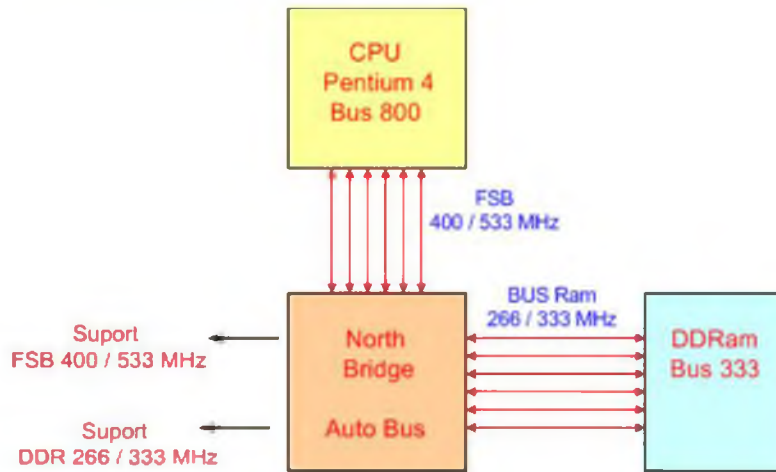 CPU
Pentium 4
Bus 800
FSB
400 / 533 MHz
BUS Ram
266 / 333 MHz
Suport
FSB 400 / 533 MHz
North
Bridge
Auto Bus
DDRam
Bus 333
Suport
DDR 266 / 333 MHz